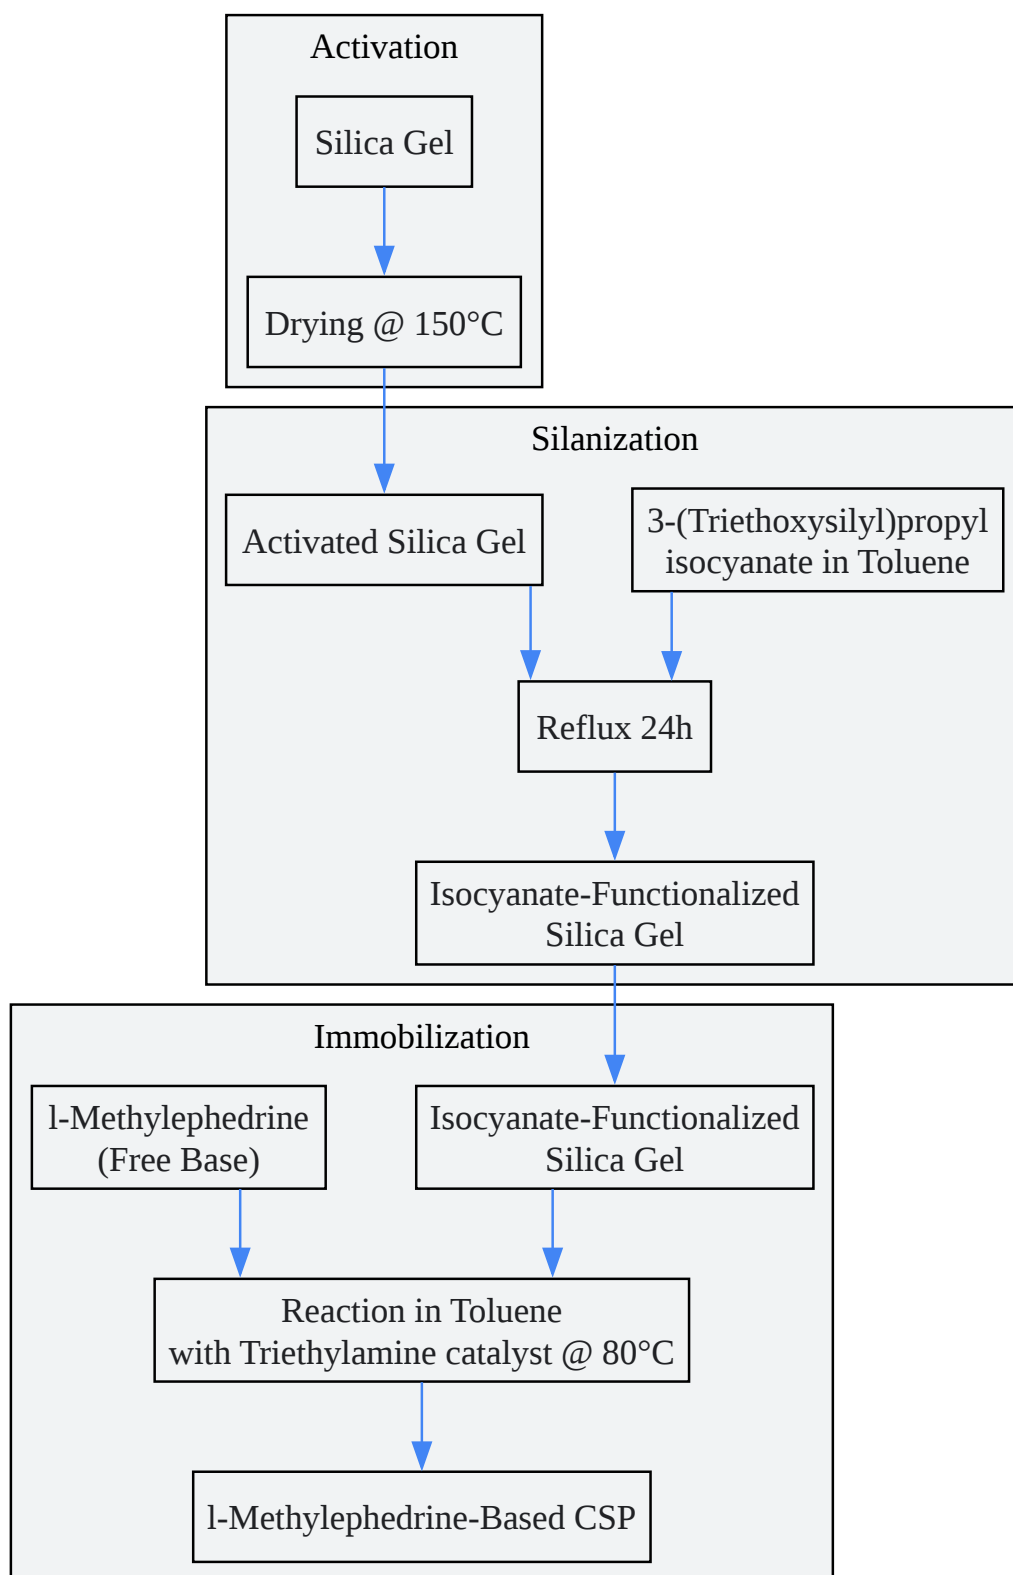 Activation
Silica Gel
Drying @ 150°C
Silanization
Activated Silica Gel
3-(Triethoxysilyl)propyl
isocyanate in Toluene
Reflux 24h
Isocyanate-Functionalized
Silica Gel
Immobilization
l-Methylephedrine
(Free Base)
Isocyanate-Functionalized
Silica Gel
Reaction in Toluene
with Triethylamine catalyst @ 80°C
l-Methylephedrine-Based CSP